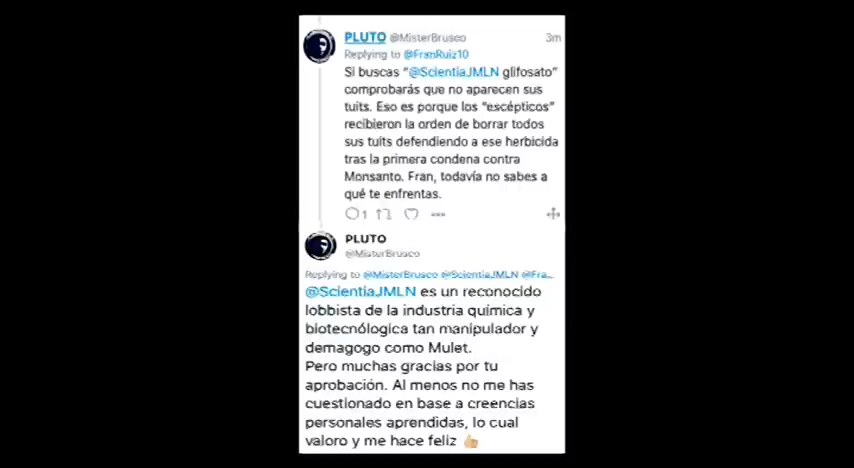 PLUTO @MisterBrusco 3m
Replying to @FranRuiz10
Si buscas "@ScientiaJMLN glifosato"
comprobarás que no aparecen sus
tuits. Eso es porque los "escépticos"
recibieron la orden de borrar todos
sus tuits defendiendo a ese herbicida
tras la primera condena contra
Monsanto. Fran, todavía no sabes a
qué te enfrentas.
1
PLUTO
@MisterBrusco
Replying to @MisterBrusco @ScientiaJMLN @Fra...
@ScientiaJMLN es un reconocido
lobbista de la industria química y
biotecnólogica tan manipulador y
demagogo como Mulet.
Pero muchas gracias por tu
aprobación. Al menos no me has
cuestionado en base a creencias
personales aprendidas, lo cual
valoro y me hace feliz 👍🏼